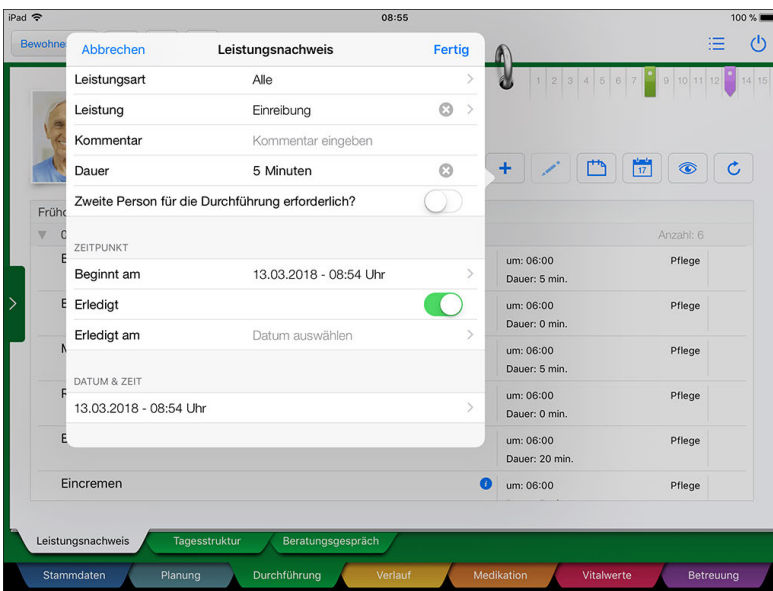 iPad 08:55 100 %
Abbrechen Leistungsnachweis Fertig
Leistungsart Alle
Leistung Einreibung
Kommentar Kommentar eingeben
Dauer 5 Minuten
Zweite Person für die Durchführung erforderlich?
ZEITPUNKT
Beginnt am 13.03.2018 - 08:54 Uhr
Erledigt
Erledigt am Datum auswählen
DATUM & ZEIT
13.03.2018 - 08:54 Uhr
1 2 3 4 5 6 7 9 10 11 12 14 15
17
Anzahl: 6
um: 06:00 Pflege
Dauer: 5 min.
um: 06:00 Pflege
Dauer: 0 min.
um: 06:00 Pflege
Dauer: 5 min.
um: 06:00 Pflege
Dauer: 0 min.
um: 06:00 Pflege
Dauer: 20 min.
Eincremen um: 06:00 Pflege
Leistungsnachweis Tagesstruktur Beratungsgespräch
Stammdaten Planung Durchführung Verlauf Medikation Vitalwerte Betreuung